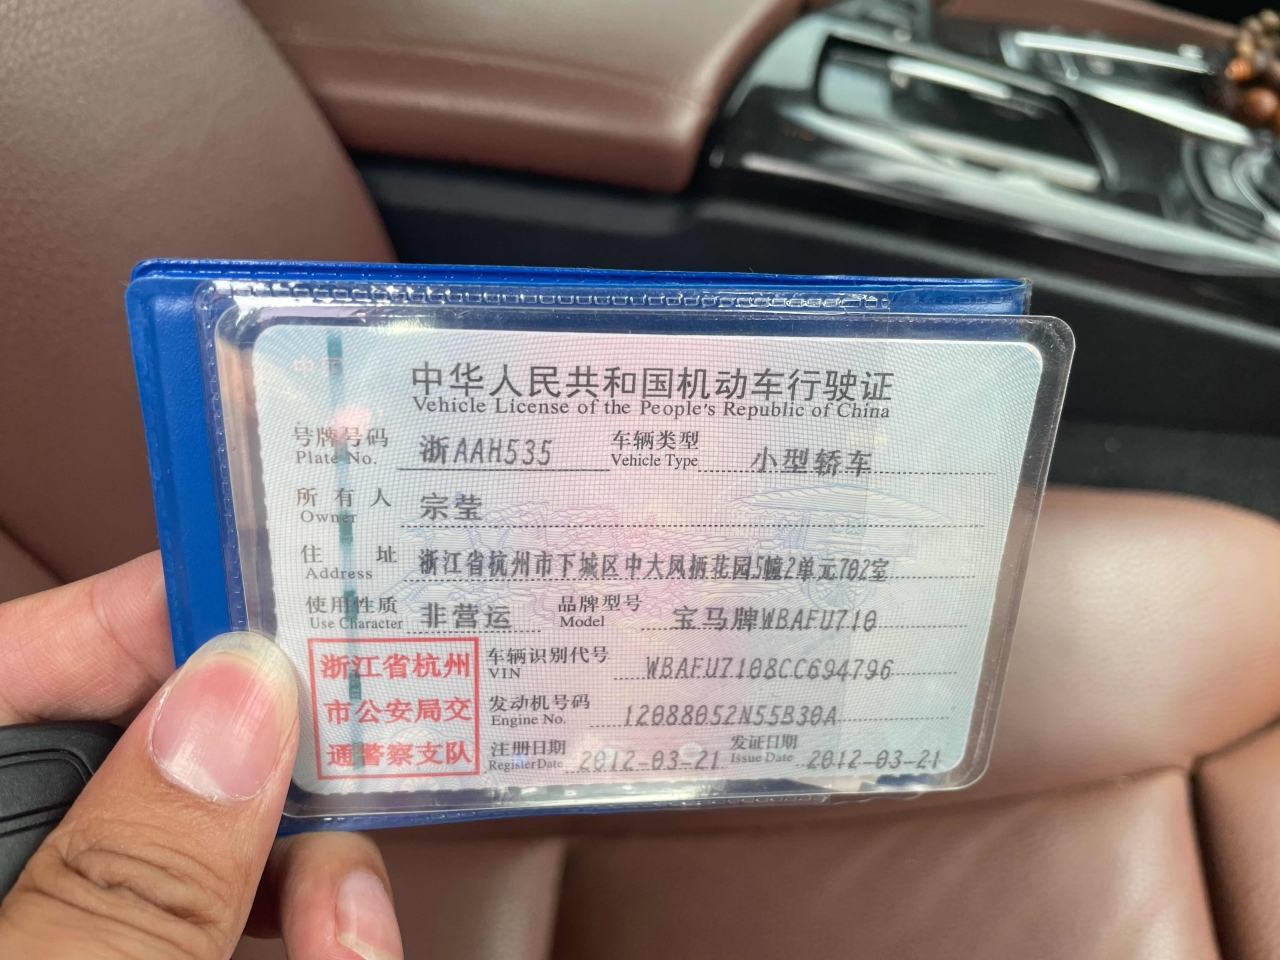 中华人民共和国机动车行驶证
Vehicle License of the People's Republic of China
号牌号码 浙AAH535 车辆类型 小型轿车
Plate No. Vehicle Type
所有人 宗莹
Owner
住址 浙江省杭州市下城区中大凤栖花园5幢2单元702室
Address
使用性质 非营运 品牌型号 宝马牌WBAFU710
Use Character Model
浙江省杭州
市公安局交
通警察支队
车辆识别代号 WBAFU7108CC694796
VIN
发动机号码 12088052N55B30A
Engine No.
注册日期 2012-03-21 发证日期 2012-03-21
Register Date Issue Date